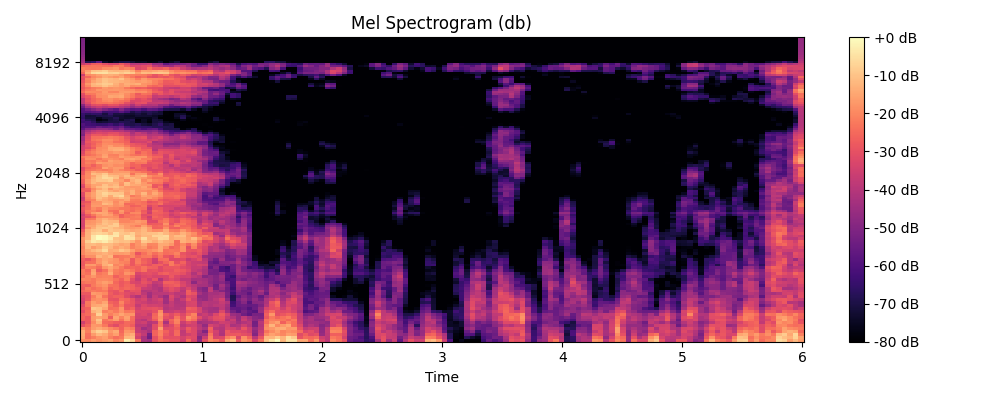 Mel Spectrogram (db)
Hz
8192
4096
2048
1024
512
0
0 1 2 3 4 5 6
Time
+0 dB
-10 dB
-20 dB
-30 dB
-40 dB
-50 dB
-60 dB
-70 dB
-80 dB